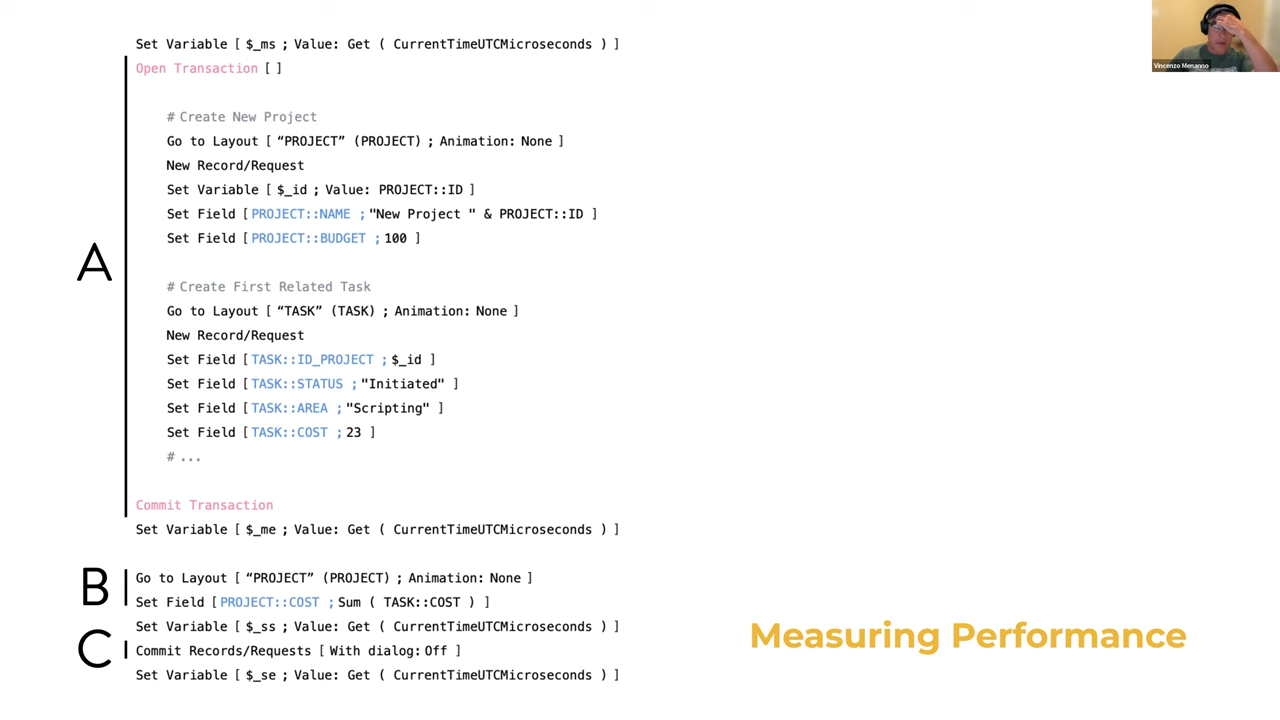 Set Variable [ $_ms ; Value: Get ( CurrentTimeUTCMicroseconds ) ]
Open Transaction [ ]
# Create New Project
Go to Layout [ “PROJECT” (PROJECT) ; Animation: None ]
New Record/Request
Set Variable [ $_id ; Value: PROJECT::ID ]
Set Field [ PROJECT::NAME ; "New Project " & PROJECT::ID ]
Set Field [ PROJECT::BUDGET ; 100 ]
A
# Create First Related Task
Go to Layout [ “TASK” (TASK) ; Animation: None ]
New Record/Request
Set Field [ TASK::ID_PROJECT ; $_id ]
Set Field [ TASK::STATUS ; "Initiated" ]
Set Field [ TASK::AREA ; "Scripting" ]
Set Field [ TASK::COST ; 23 ]
# ...
Commit Transaction
Set Variable [ $_me ; Value: Get ( CurrentTimeUTCMicroseconds ) ]
B
Go to Layout [ “PROJECT” (PROJECT) ; Animation: None ]
Set Field [ PROJECT::COST ; Sum ( TASK::COST ) ]
Set Variable [ $_ss ; Value: Get ( CurrentTimeUTCMicroseconds ) ]
C
Commit Records/Requests [ With dialog: Off ]
Set Variable [ $_se ; Value: Get ( CurrentTimeUTCMicroseconds ) ]
Measuring Performance
Vincenzo Menanno